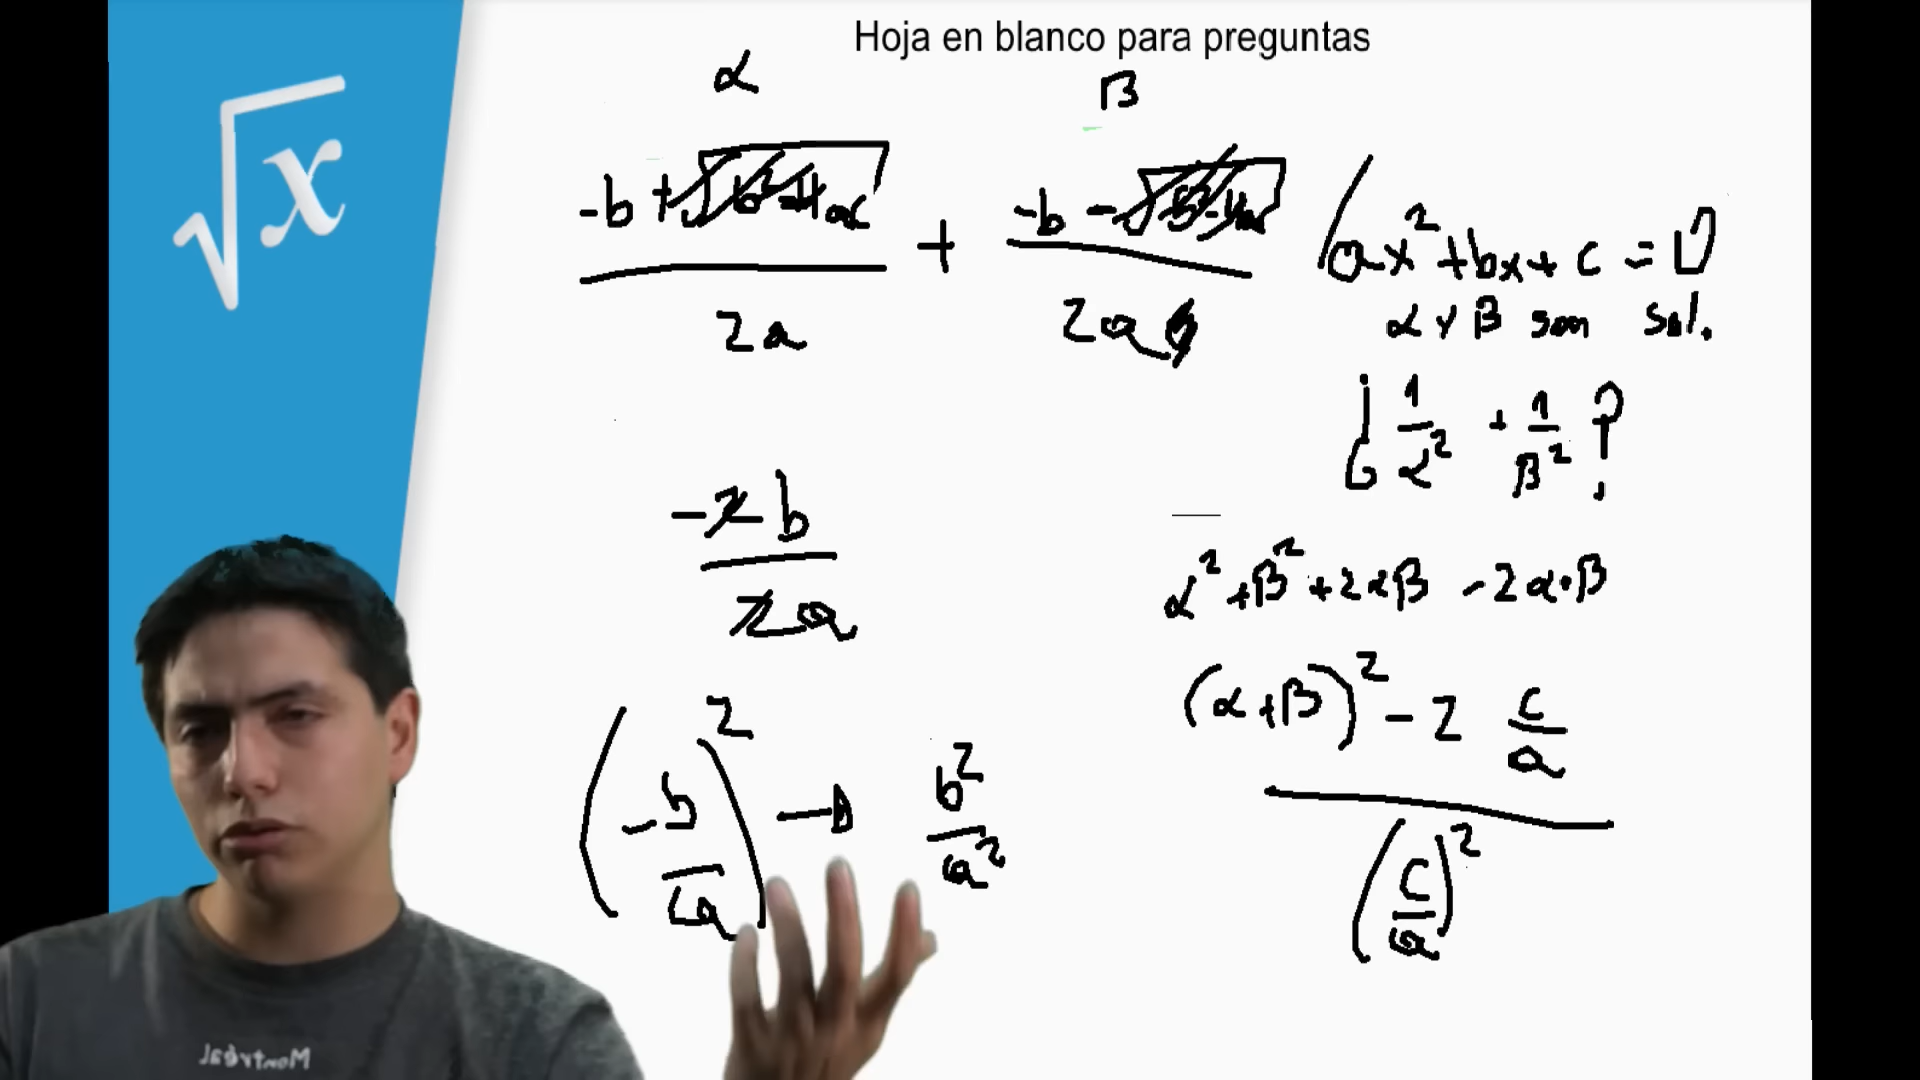 Hoja en blanco para preguntas
√x
α
β
-b + √b²-4ac / 2a + -b - √b²-4ac / 2a
ax² + bx + c = 0
α y β son sol.
¿ 1/α² + 1/β² ?
-2b / 2a
α² + β² + 2αβ - 2α·β
(α+β)² - 2 c/a
(c/a)²
(-b/a)² → b²/a²
Montréal